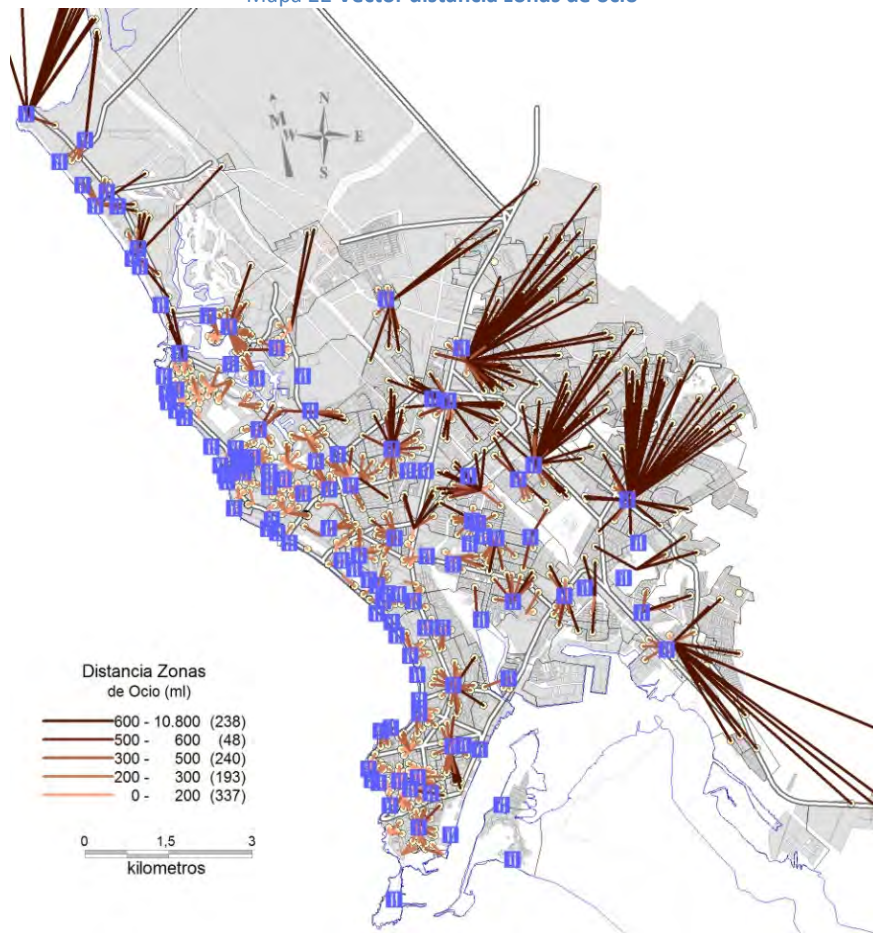 Mapa 22 Vector distancia zonas de ocio
N
M
W
E
S
Distancia Zonas
de Ocio (ml)
600 - 10.800 (238)
500 - 600 (48)
300 - 500 (240)
200 - 300 (193)
0 - 200 (337)
0 1,5 3
kilometros